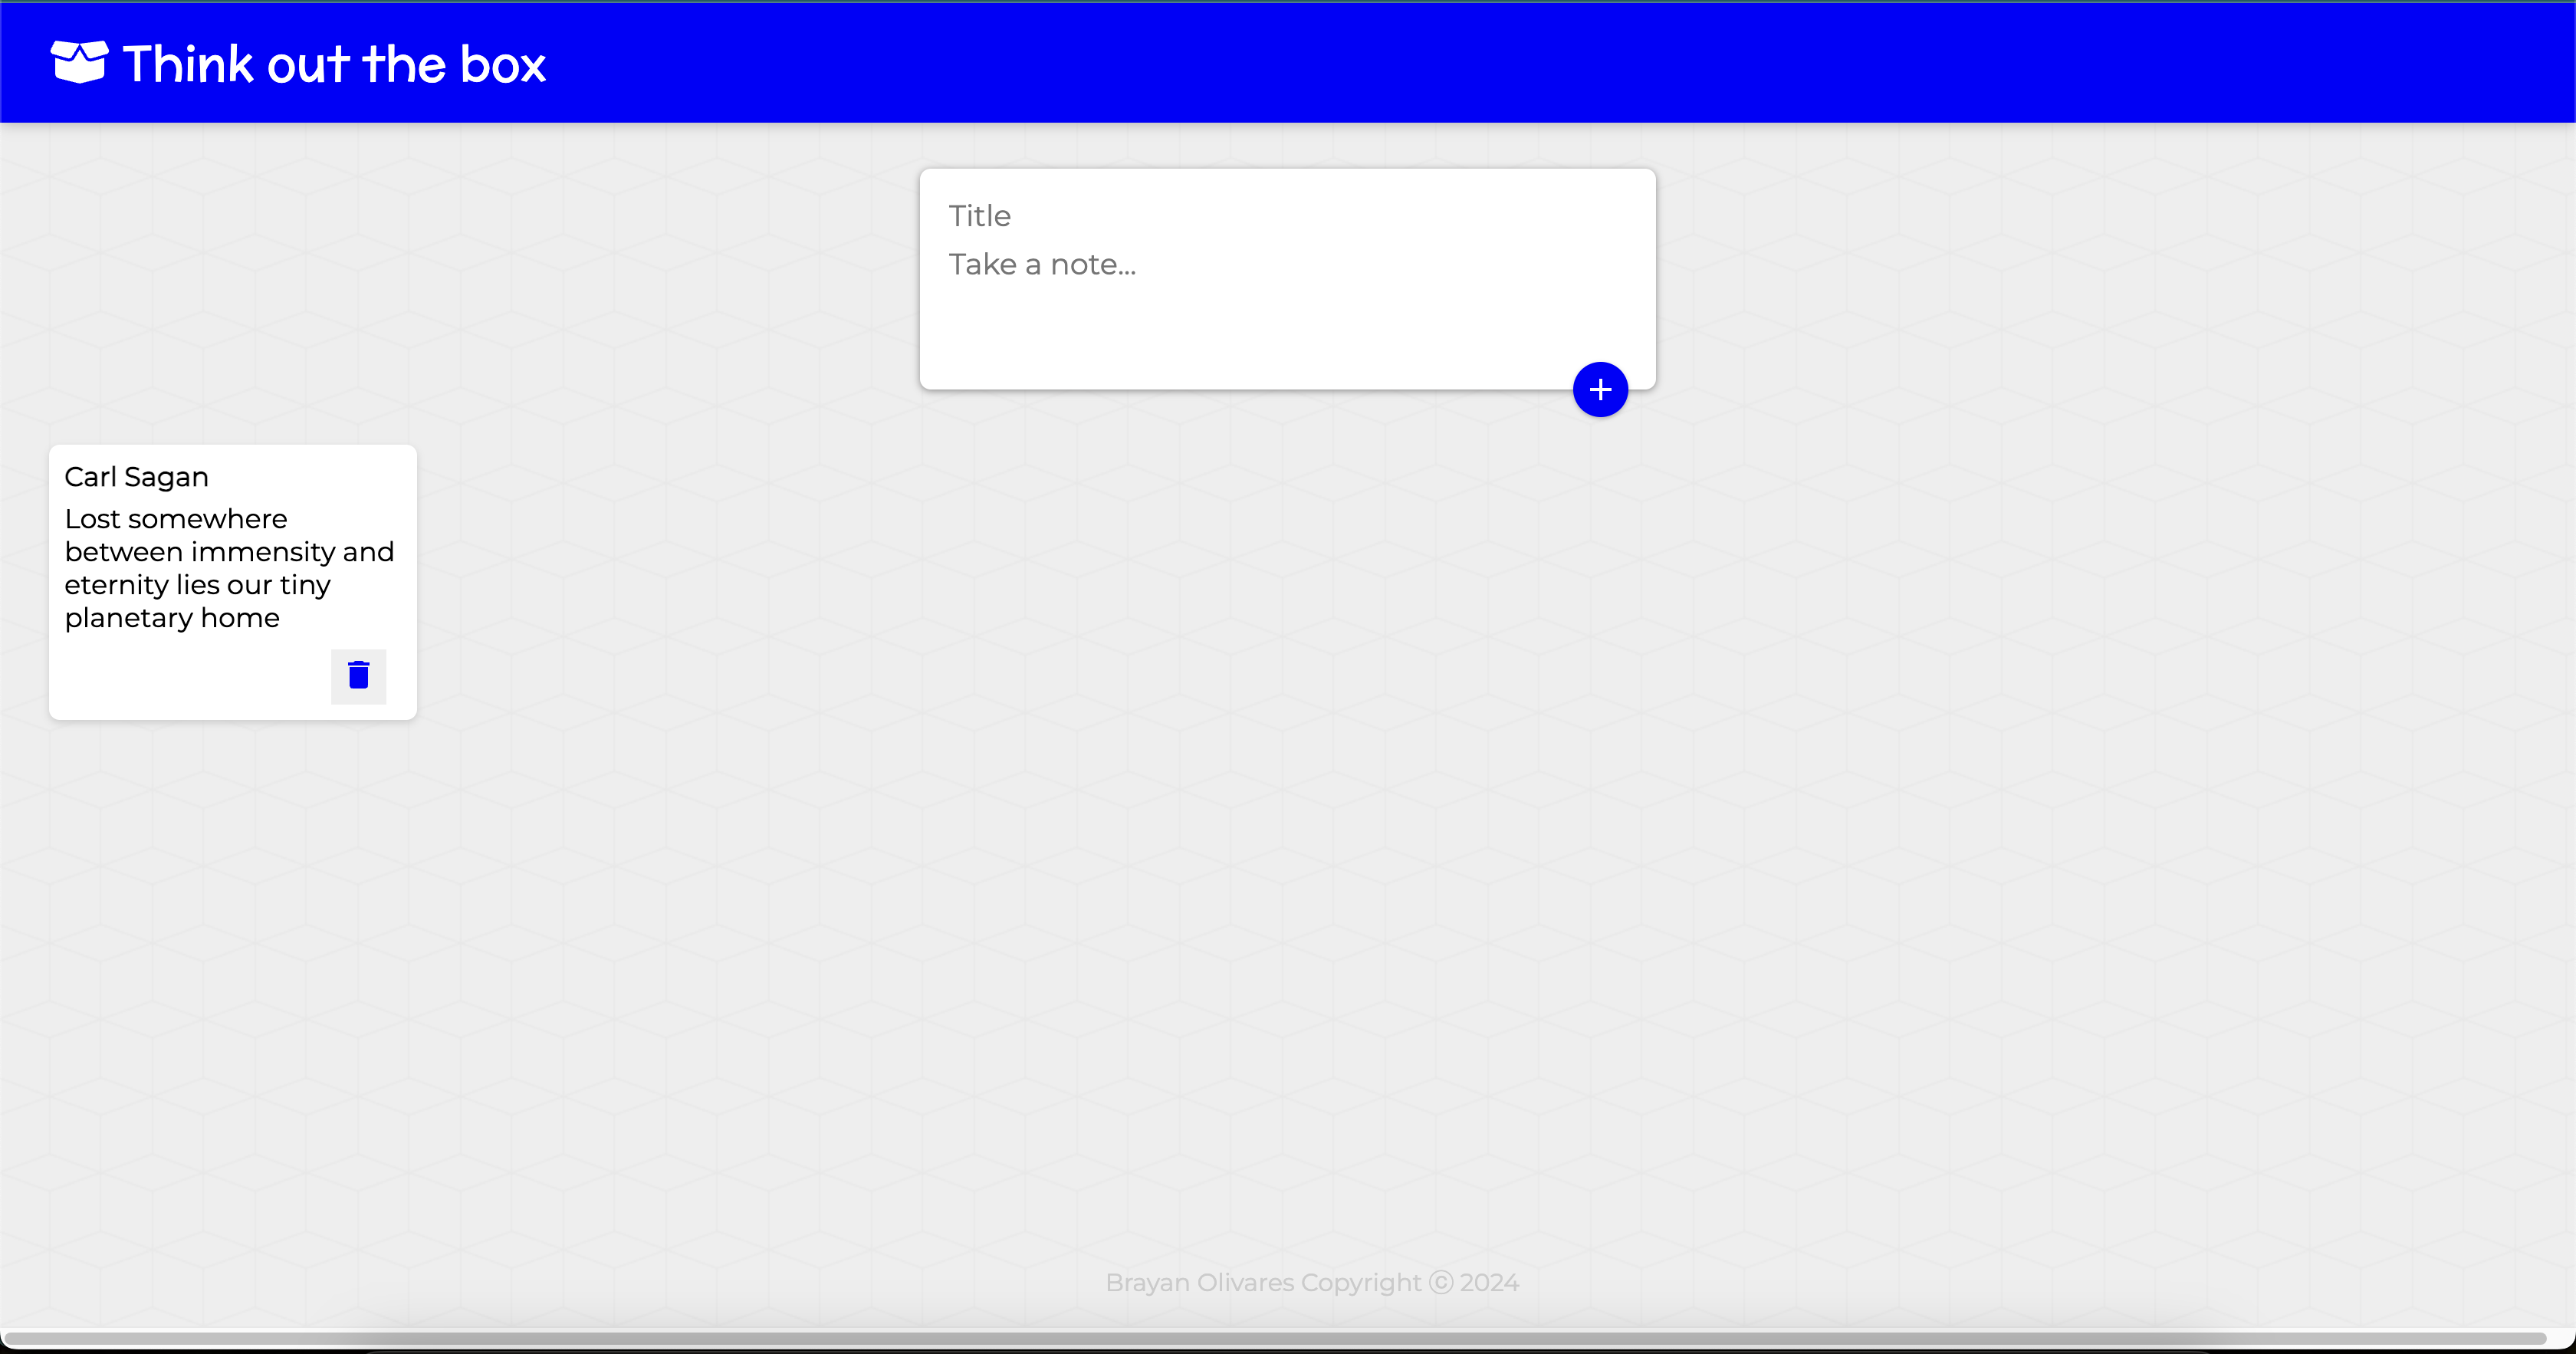 Think out the box
Title
Take a note...
Carl Sagan
Lost somewhere
between immensity and
eternity lies our tiny
planetary home
Brayan Olivares Copyright ⓒ 2024